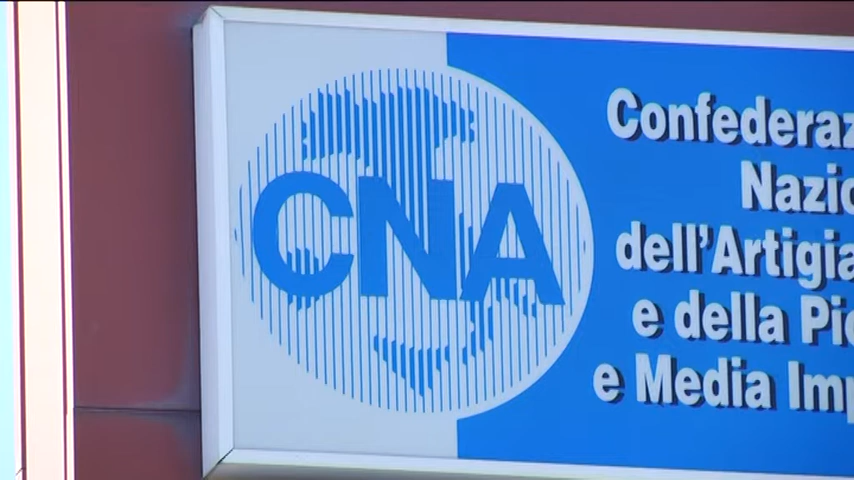 CNA
Confederaz
Nazio
dell'Artigia
e della Pic
e Media Imp